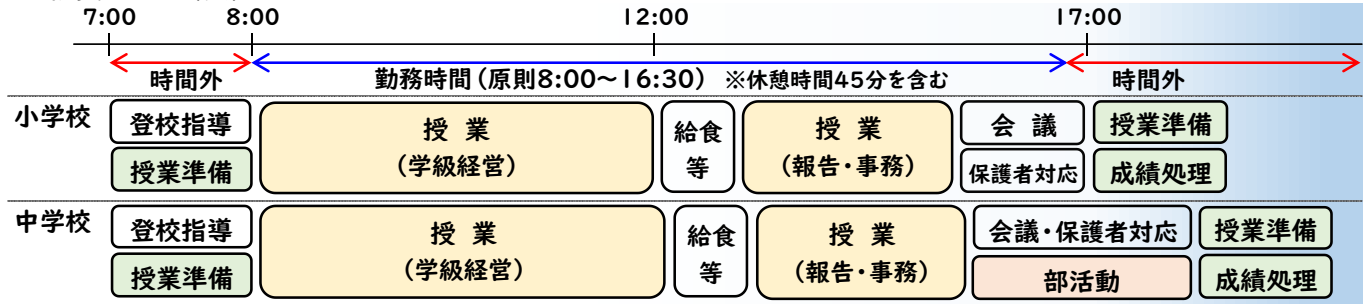 7:00 8:00 12:00 17:00
時間外 勤務時間(原則8:00~16:30) ※休憩時間45分を含む 時間外
小学校
登校指導
授業準備
授 業
(学級経営)
給食
等
授 業
(報告・事務)
会 議
保護者対応
授業準備
成績処理
中学校
登校指導
授業準備
授 業
(学級経営)
給食
等
授 業
(報告・事務)
会議・保護者対応
部活動
授業準備
成績処理